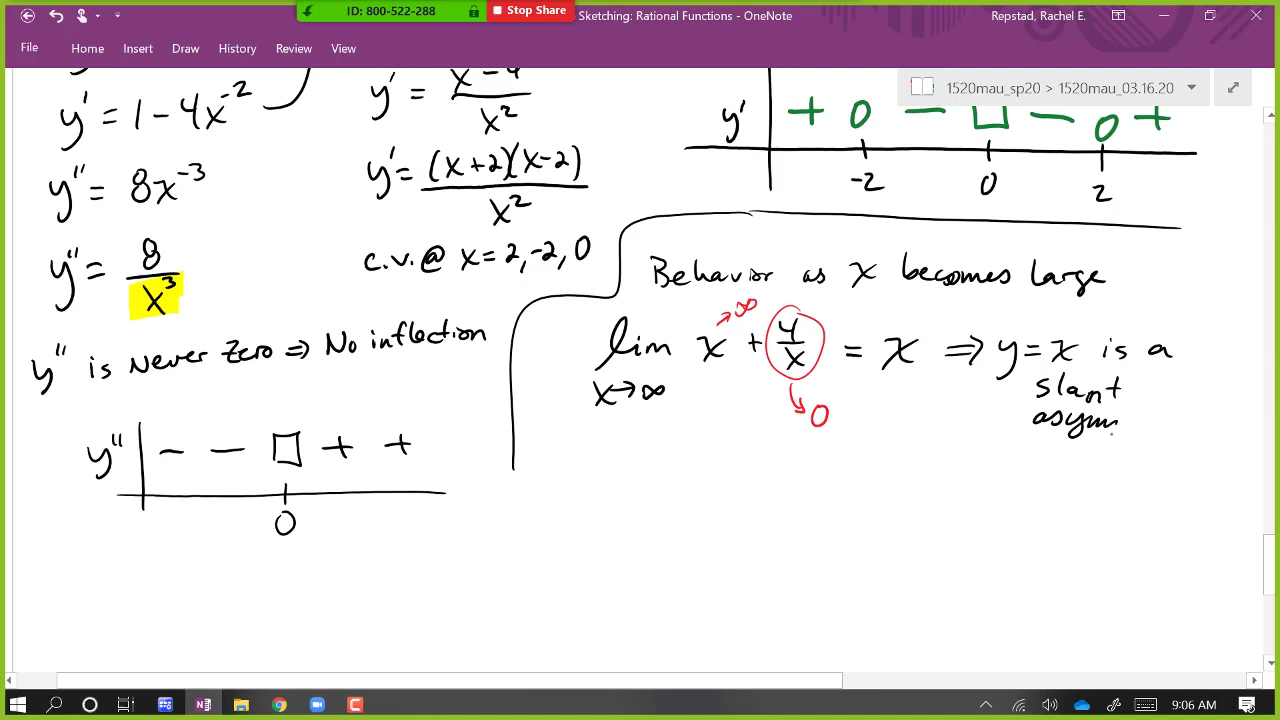 ID: 800-522-288
Stop Share
Sketching: Rational Functions - OneNote
Repstad, Rachel E.
File Home Insert Draw History Review View
1520mau_sp20 > 1520mau_03.16.20
y' = 1 - 4x⁻²
y'' = 8x⁻³
y'' = 8/x³
y'' is Never Zero ⇒ No inflection
y'' | - - □ + +
0
x²
y' = (x+2)(x-2)/x²
c.v. @ x = 2, -2, 0
y' | + 0 - □ - 0 +
-2 0 2
Behavior as x becomes large
lim x→∞ x + 4/x = x ⇒ y = x is a
→∞
→0
slant
asym
9:06 AM